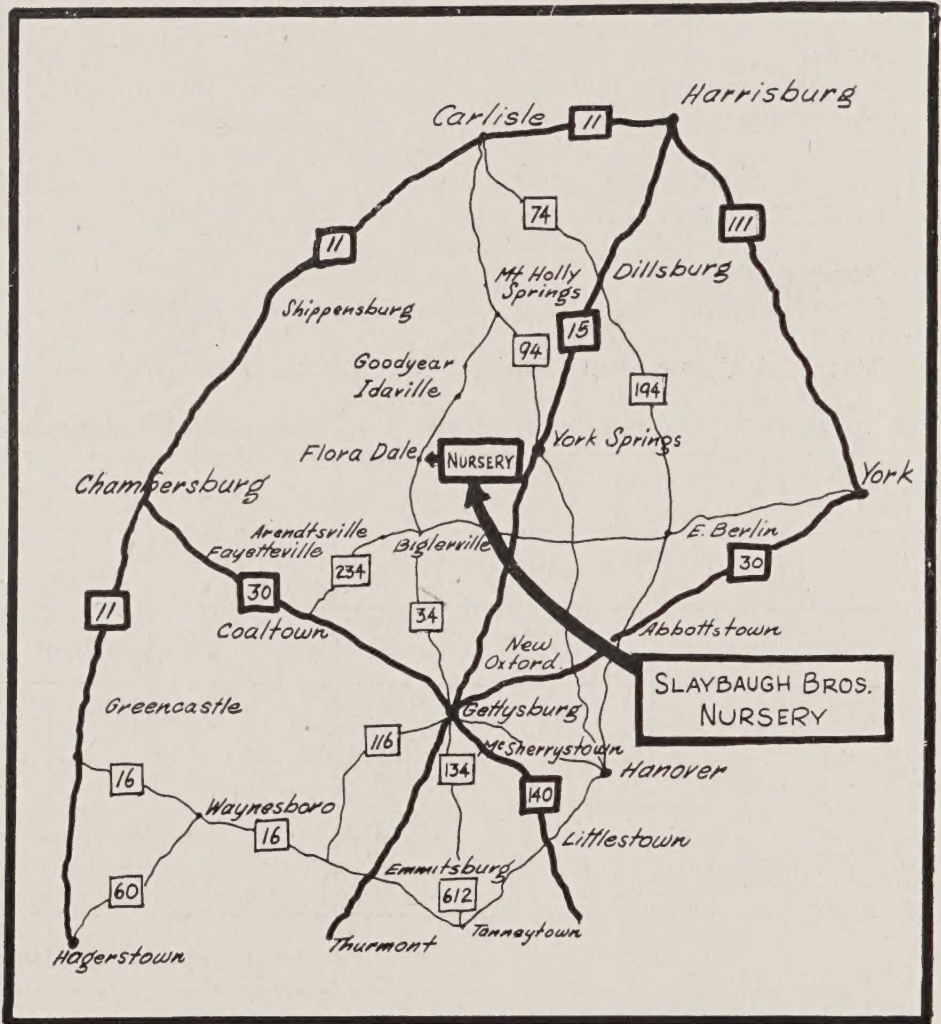 Harrisburg
Carlisle
11
74
111
11
Mt Holly
Springs
Dillsburg
Shippensburg
15
94
Goodyear
Idaville
194
York Springs
Flora Dale
NURSERY
Chambersburg
York
Arendtsville
Fayetteville
Biglerville
E. Berlin
234
30
30
11
34
Coaltown
Abbottstown
New
Oxford.
SLAYBAUGH BROS.
NURSERY
Greencastle
Gettysburg
116
McSherrystown
134
Hanover
16
140
Waynesboro
16
Littlestown
Emmitsburg
60
612
Tanneytown
Thurmont
Hagerstown